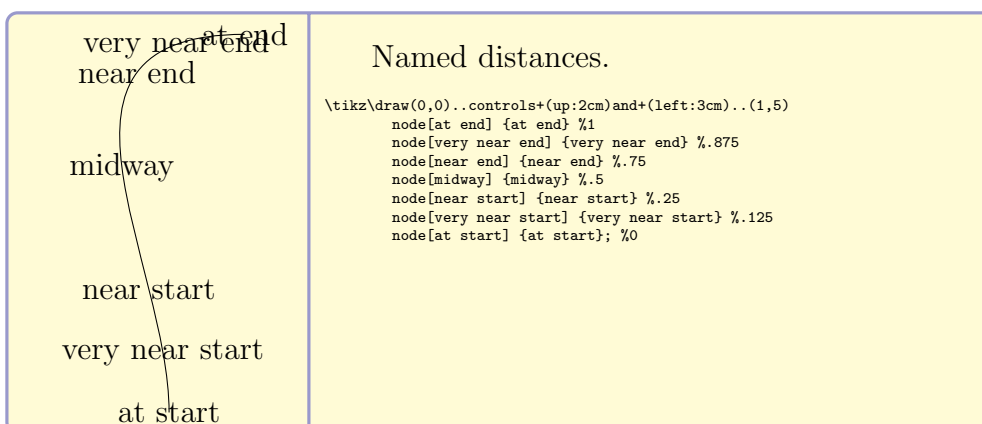 at end
very near end
near end
midway
near start
very near start
at start
Named distances.
\tikz\draw(0,0)..controls+(up:2cm)and+(left:3cm)..(1,5)
node[at end] {at end} %1
node[very near end] {very near end} %.875
node[near end] {near end} %.75
node[midway] {midway} %.5
node[near start] {near start} %.25
node[very near start] {very near start} %.125
node[at start] {at start}; %0